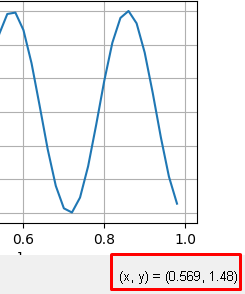 0.6 0.8 1.0
(x, y) = (0.569, 1.48)